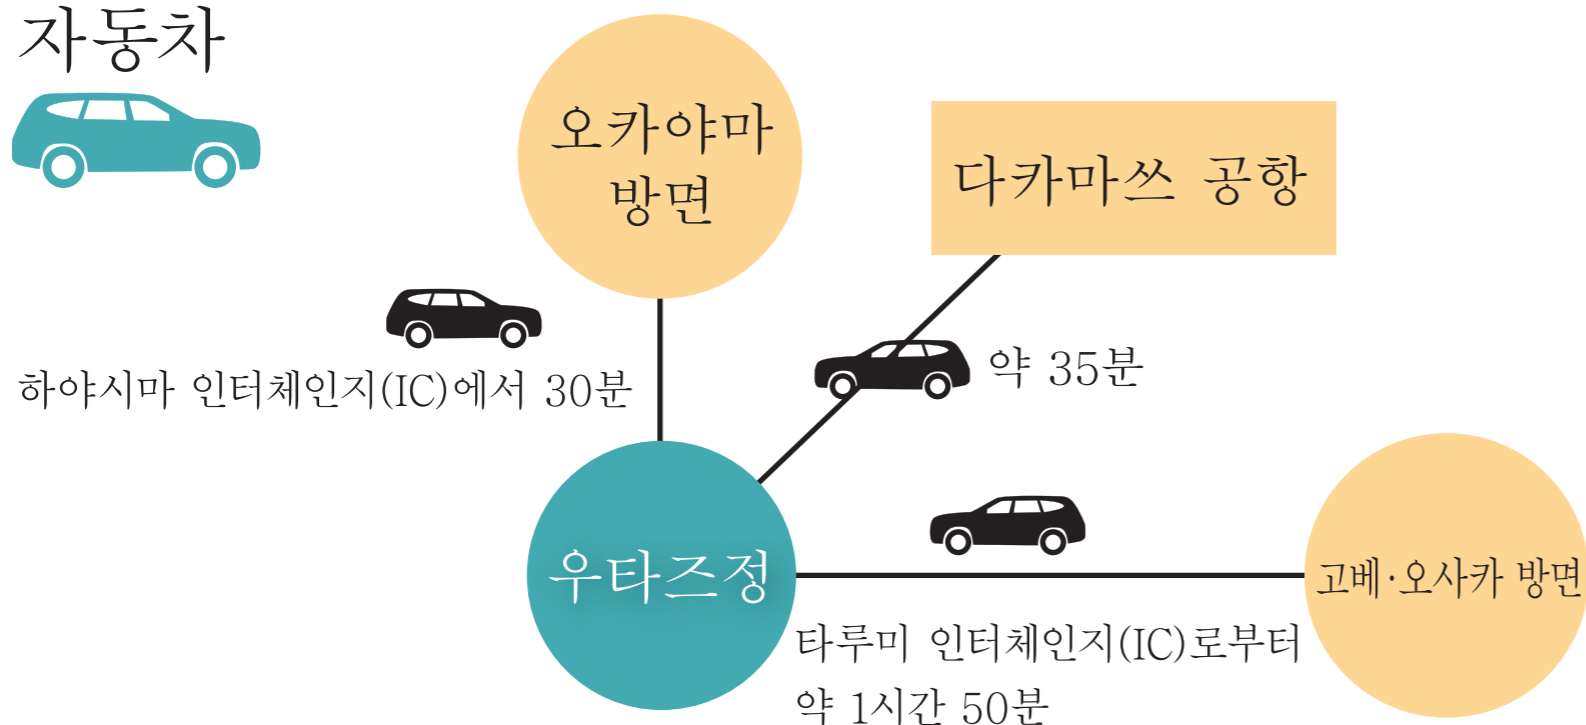 자동차
오카야마
방면
다카마쓰 공항
하야시마 인터체인지(IC)에서 30분
약 35분
우타즈정
고베·오사카 방면
타루미 인터체인지(IC)로부터
약 1시간 50분